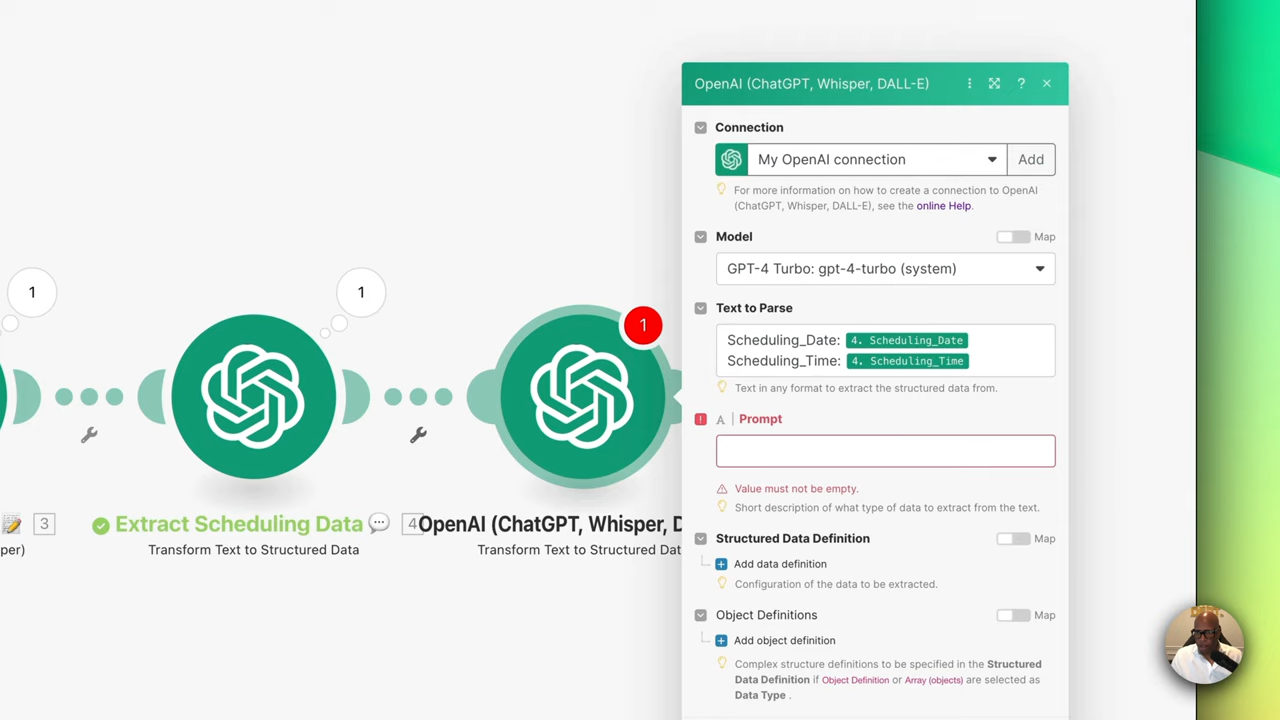 OpenAI (ChatGPT, Whisper, DALL-E)
Connection
My OpenAI connection
Add
For more information on how to create a connection to OpenAI
(ChatGPT, Whisper, DALL-E), see the online Help.
Model
Map
GPT-4 Turbo: gpt-4-turbo (system)
Text to Parse
Scheduling_Date: 4. Scheduling_Date
Scheduling_Time: 4. Scheduling_Time
Text in any format to extract the structured data from.
A | Prompt
Value must not be empty.
Short description of what type of data to extract from the text.
Structured Data Definition
Map
Add data definition
Configuration of the data to be extracted.
Object Definitions
Map
Add object definition
Complex structure definitions to be specified in the Structured
Data Definition if Object Definition or Array (objects) are selected as
Data Type .
1
1
1
3
per)
Extract Scheduling Data
4
Transform Text to Structured Data
OpenAI (ChatGPT, Whisper, D
Transform Text to Structured Dat